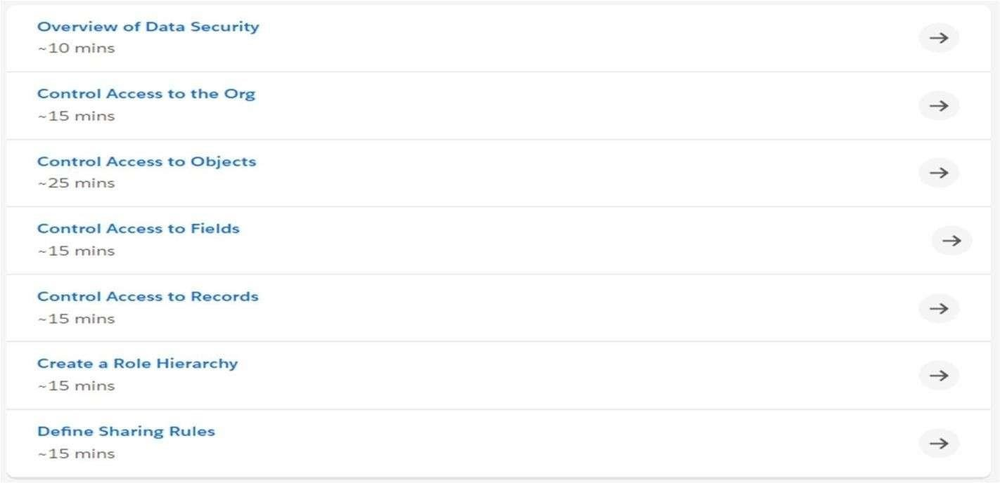 Overview of Data Security
~10 mins
Control Access to the Org
~15 mins
Control Access to Objects
~25 mins
Control Access to Fields
~15 mins
Control Access to Records
~15 mins
Create a Role Hierarchy
~15 mins
Define Sharing Rules
~15 mins